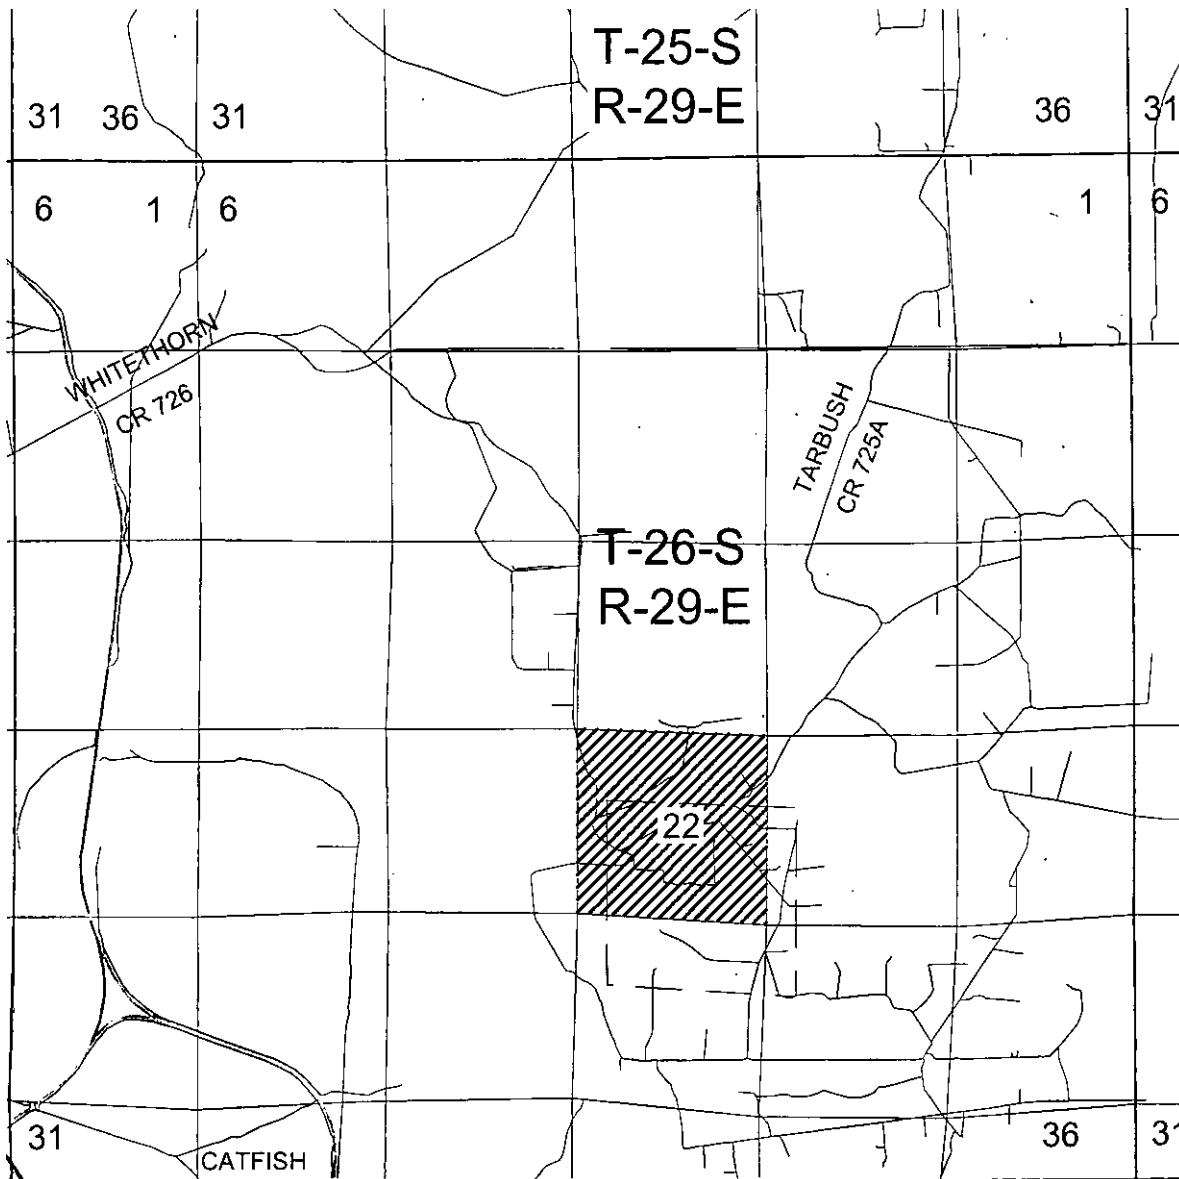 T-25-S
R-29-E
31 36 31 36 31
6 1 6 1 6
WHITETHORN
CR 726
TARBUSH
CR 725A
T-26-S
R-29-E
22
31 36 31
CATFISH